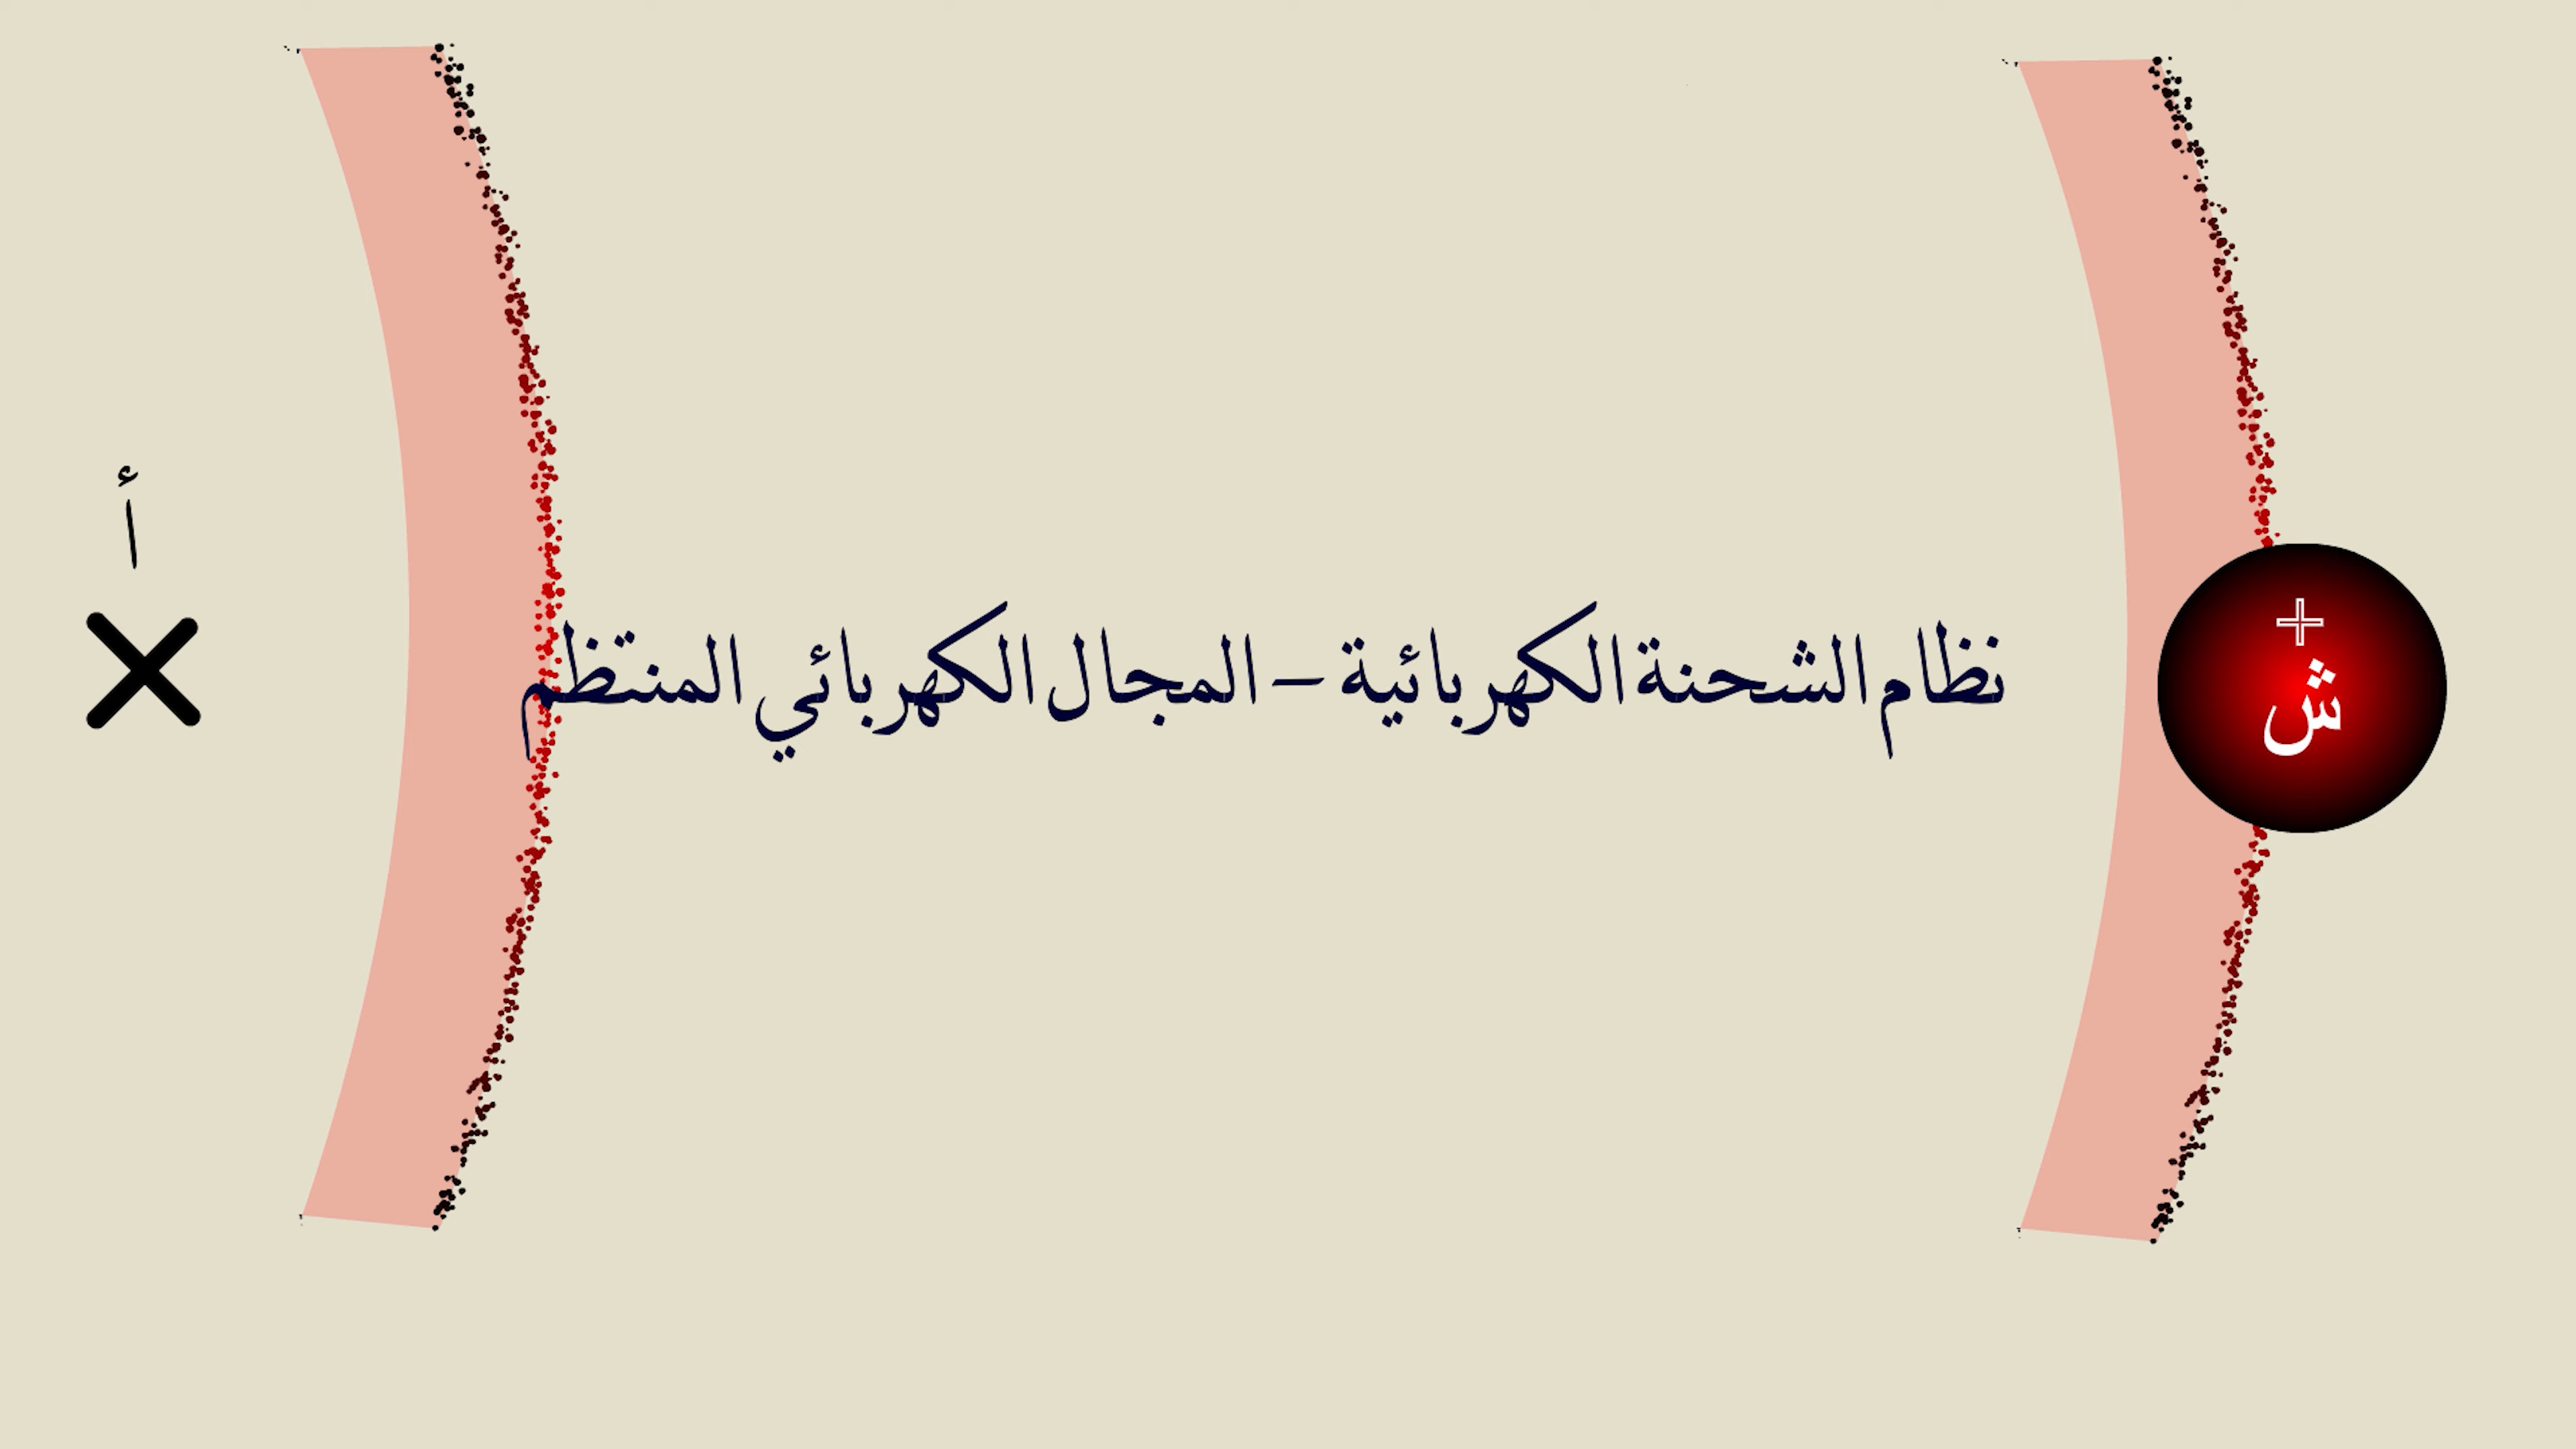 أ
+
ش
نظام الشحنة الكهربائية – المجال الكهربائي المنتظم